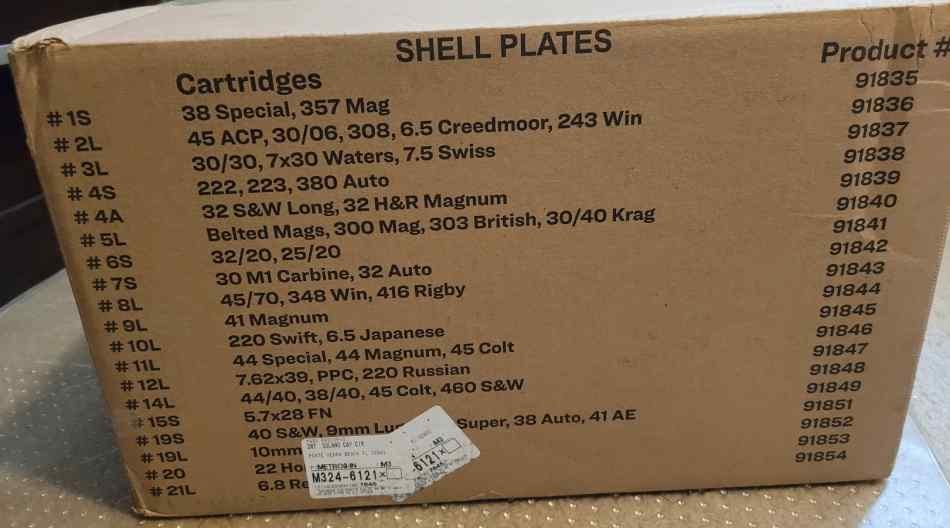 SHELL PLATES
Cartridges Product #
#1S 38 Special, 357 Mag 91835
#2L 45 ACP, 30/06, 308, 6.5 Creedmoor, 243 Win 91836
#3L 30/30, 7x30 Waters, 7.5 Swiss 91837
#4S 222, 223, 380 Auto 91838
#4A 32 S&W Long, 32 H&R Magnum 91839
#5L Belted Mags, 300 Mag, 303 British, 30/40 Krag 91840
#6S 32/20, 25/20 91841
#7S 30 M1 Carbine, 32 Auto 91842
#8L 45/70, 348 Win, 416 Rigby 91843
#9L 41 Magnum 91844
#10L 220 Swift, 6.5 Japanese 91845
#11L 44 Special, 44 Magnum, 45 Colt 91846
#12L 7.62x39, PPC, 220 Russian 91847
#14L 44/40, 38/40, 45 Colt, 460 S&W 91848
#15S 5.7x28 FN 91849
#19S 40 S&W, 9mm Super, 38 Auto, 41 AE 91851
#19L 10mm 91852
#20 22 91853
#21L 6.8 91854
M3
M324-6121x
M3
-6121x